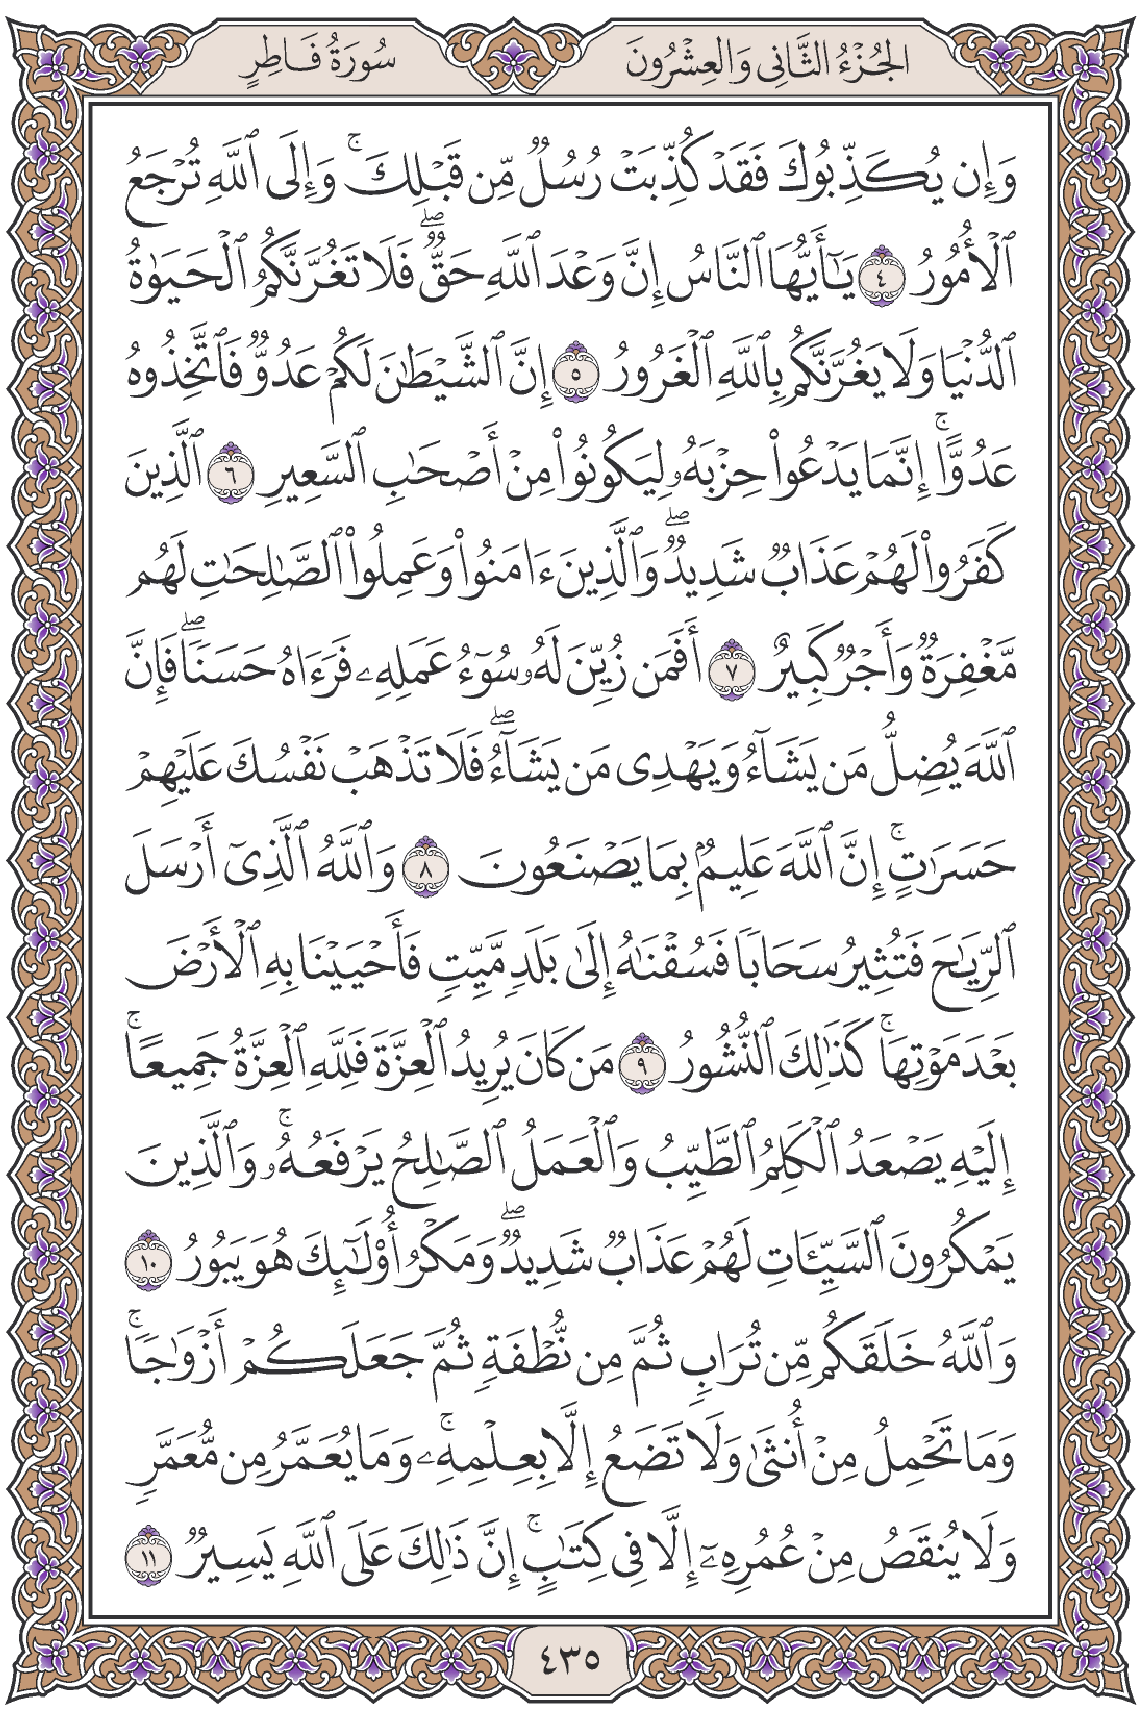 الجُزْءُ الثَّانِي وَالعِشْرُونَ
سُورَةُ فَاطِرٍ
وَإِن يُكَذِّبُوكَ فَقَدْ كُذِّبَتْ رُسُلٌ مِّن قَبْلِكَۚ وَإِلَى ٱللَّهِ تُرْجَعُ
ٱلْأُمُورُ ٤ يَٰٓأَيُّهَا ٱلنَّاسُ إِنَّ وَعْدَ ٱللَّهِ حَقٌّۖ فَلَا تَغُرَّنَّكُمُ ٱلْحَيَوٰةُ
ٱلدُّنْيَا وَلَا يَغُرَّنَّكُم بِٱللَّهِ ٱلْغَرُورُ ٥ إِنَّ ٱلشَّيْطَٰنَ لَكُمْ عَدُوٌّ فَٱتَّخِذُوهُ
عَدُوًّاۚ إِنَّمَا يَدْعُوا۟ حِزْبَهُۥ لِيَكُونُوا۟ مِنْ أَصْحَٰبِ ٱلسَّعِيرِ ٦ ٱلَّذِينَ
كَفَرُوا۟ لَهُمْ عَذَابٌ شَدِيدٌۖ وَٱلَّذِينَ ءَامَنُوا۟ وَعَمِلُوا۟ ٱلصَّٰلِحَٰتِ لَهُم
مَّغْفِرَةٌ وَأَجْرٌ كَبِيرٌ ٧ أَفَمَن زُيِّنَ لَهُۥ سُوٓءُ عَمَلِهِۦ فَرَءَاهُ حَسَنًاۖ فَإِنَّ
ٱللَّهَ يُضِلُّ مَن يَشَآءُ وَيَهْدِى مَن يَشَآءُۖ فَلَا تَذْهَبْ نَفْسُكَ عَلَيْهِمْ
حَسَرَٰتٍۚ إِنَّ ٱللَّهَ عَلِيمٌۢ بِمَا يَصْنَعُونَ ٨ وَٱللَّهُ ٱلَّذِىٓ أَرْسَلَ
ٱلرِّيَٰحَ فَتُثِيرُ سَحَابًا فَسُقْنَٰهُ إِلَىٰ بَلَدٍ مَّيِّتٍ فَأَحْيَيْنَا بِهِ ٱلْأَرْضَ
بَعْدَ مَوْتِهَاۚ كَذَٰلِكَ ٱلنُّشُورُ ٩ مَن كَانَ يُرِيدُ ٱلْعِزَّةَ فَلِلَّهِ ٱلْعِزَّةُ جَمِيعًاۚ
إِلَيْهِ يَصْعَدُ ٱلْكَلِمُ ٱلطَّيِّبُ وَٱلْعَمَلُ ٱلصَّٰلِحُ يَرْفَعُهُۥۚ وَٱلَّذِينَ
يَمْكُرُونَ ٱلسَّيِّـَٔاتِ لَهُمْ عَذَابٌ شَدِيدٌۖ وَمَكْرُ أُو۟لَٰٓئِكَ هُوَ يَبُورُ ١٠
وَٱللَّهُ خَلَقَكُم مِّن تُرَابٍ ثُمَّ مِن نُّطْفَةٍ ثُمَّ جَعَلَكُمْ أَزْوَٰجًاۚ
وَمَا تَحْمِلُ مِنْ أُنثَىٰ وَلَا تَضَعُ إِلَّا بِعِلْمِهِۦۚ وَمَا يُعَمَّرُ مِن مُّعَمَّرٍ
وَلَا يُنقَصُ مِنْ عُمُرِهِۦٓ إِلَّا فِى كِتَٰبٍۚ إِنَّ ذَٰلِكَ عَلَى ٱللَّهِ يَسِيرٌ ١١
٤٣٥